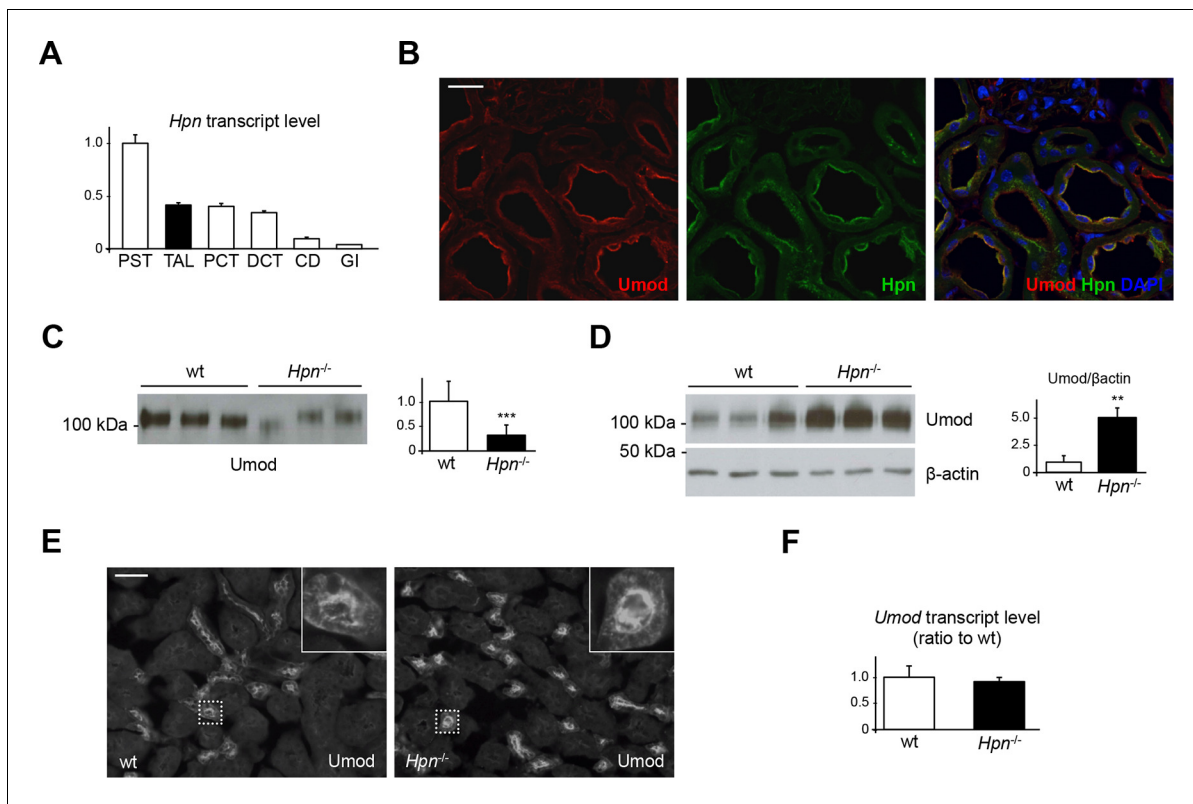 A
Hpn transcript level
1.0
0.5
0
PST TAL PCT DCT CD GI
B
Umod
Hpn
Umod Hpn DAPI
C
wt Hpn-/-
100 kDa
Umod
1.0
0.5
0
***
wt Hpn-/-
D
wt Hpn-/-
100 kDa
Umod
50 kDa
β-actin
Umod/βactin
**
5.0
2.5
0
wt
Hpn-/-
E
wt
Umod
Hpn-/-
Umod
F
Umod transcript level
(ratio to wt)
1.0
0.5
0
wt Hpn-/-